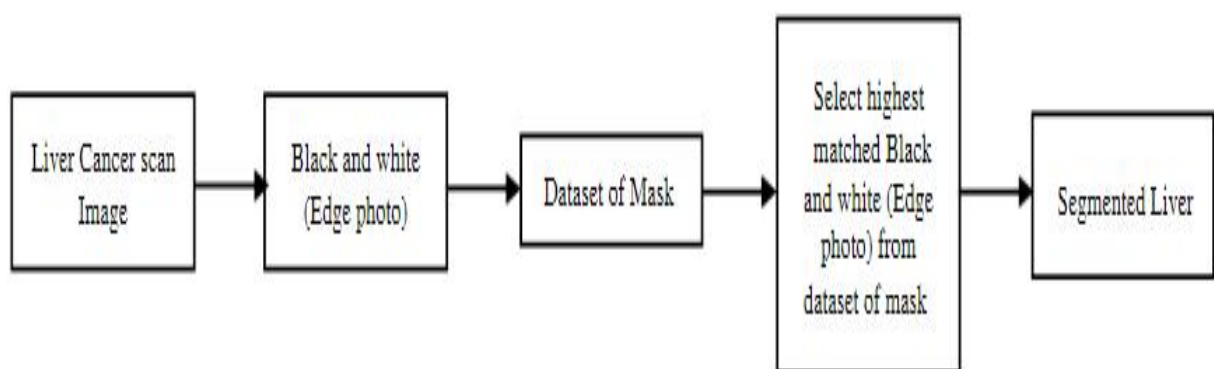 Liver Cancer scan
Image
Black and white
(Edge photo)
Dataset of Mask
Select highest
matched Black
and white (Edge
photo) from
dataset of mask
Segmented Liver